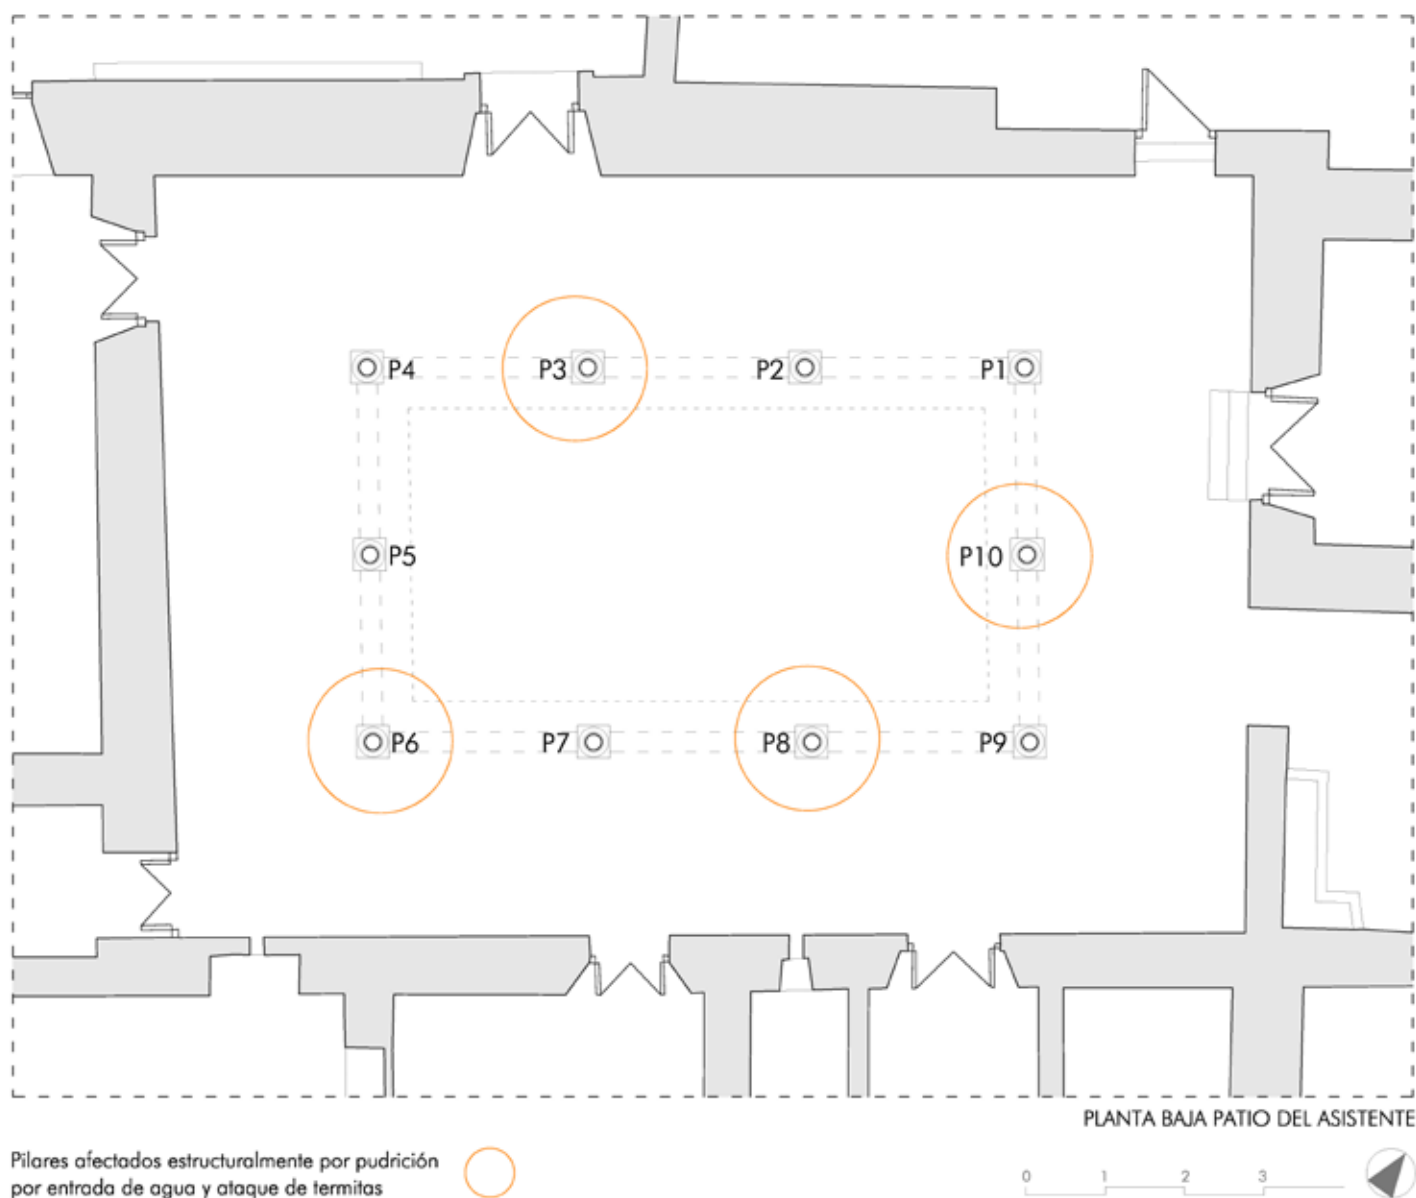 P4 P3 P2 P1
P5 P10
P6 P7 P8 P9
PLANTA BAJA PATIO DEL ASISTENTE
Pilares afectados estructuralmente por pudrición
por entrada de agua y ataque de termitas
0 1 2 3